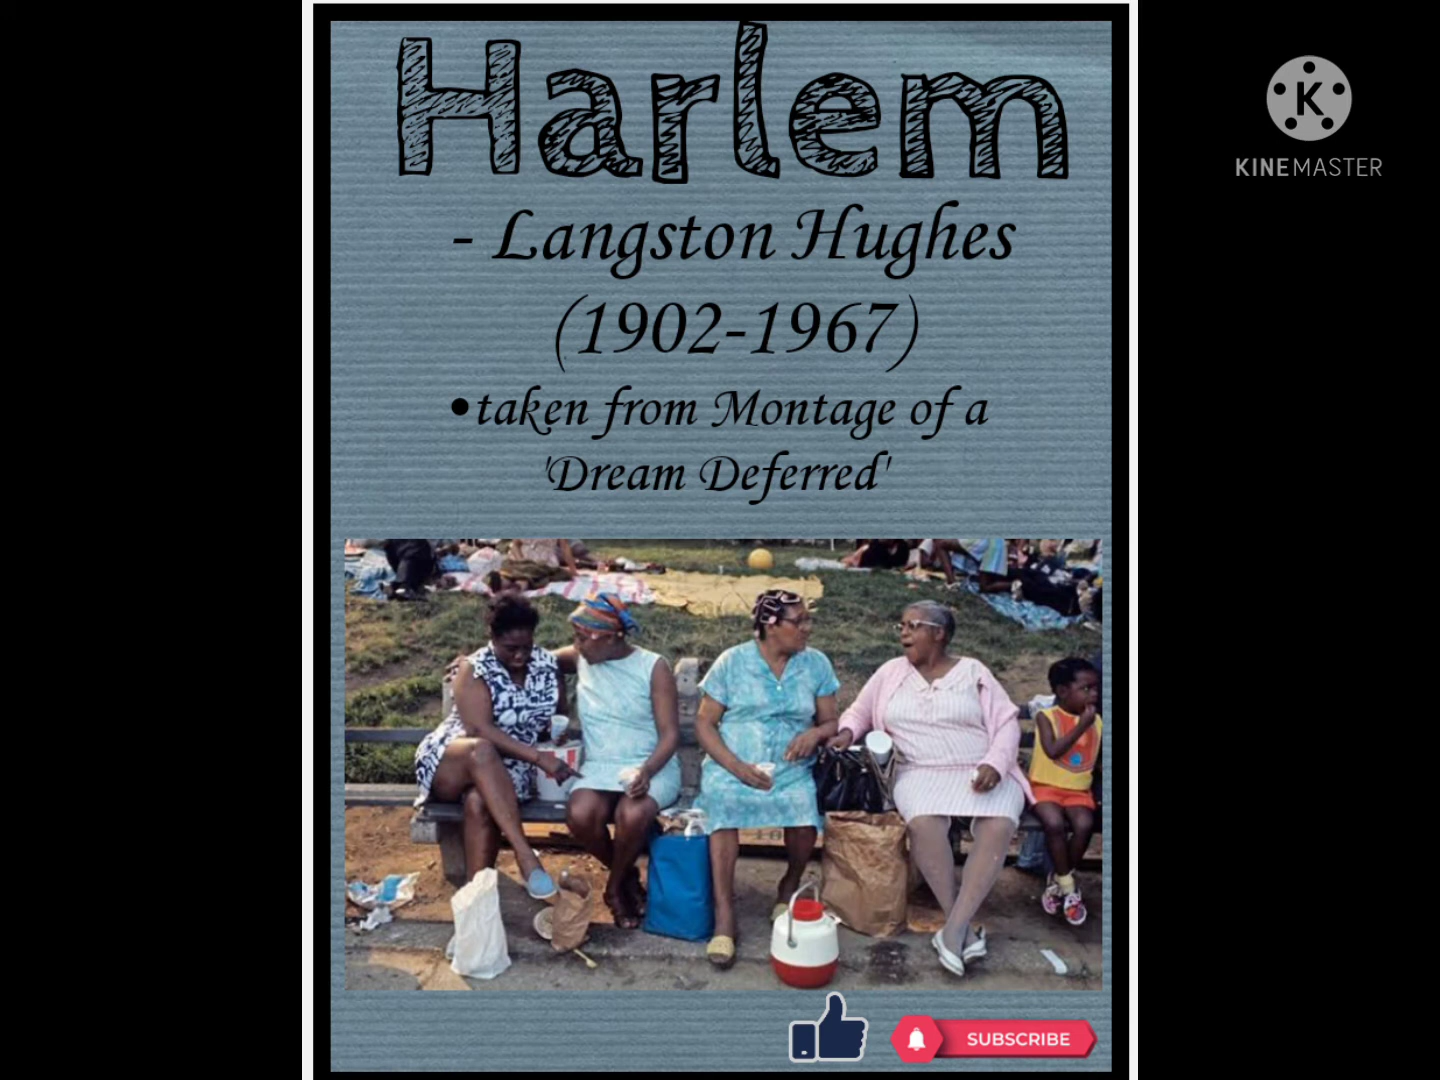 Harlem
- Langston Hughes
(1902-1967)
•taken from Montage of a
'Dream Deferred'
K
KINEMASTER
SUBSCRIBE